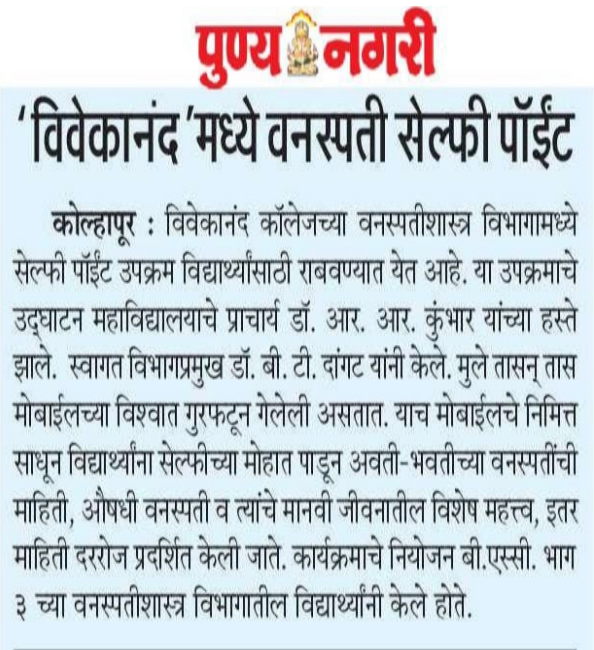 पुण्य नगरी
‘विवेकानंद’मध्ये वनस्पती सेल्फी पॉईंट
कोल्हापूर : विवेकानंद कॉलेजच्या वनस्पतीशास्त्र विभागामध्ये
सेल्फी पॉईंट उपक्रम विद्यार्थ्यांसाठी राबवण्यात येत आहे. या उपक्रमाचे
उद्‌घाटन महाविद्यालयाचे प्राचार्य डॉ. आर. आर. कुंभार यांच्या हस्ते
झाले. स्वागत विभागप्रमुख डॉ. बी. टी. दांगट यांनी केले. मुले तासन् तास
मोबाईलच्या विश्वात गुरफटून गेलेली असतात. याच मोबाईलचे निमित्त
साधून विद्यार्थ्यांना सेल्फीच्या मोहात पाडून अवती-भवतीच्या वनस्पतींची
माहिती, औषधी वनस्पती व त्यांचे मानवी जीवनातील विशेष महत्त्व, इतर
माहिती दररोज प्रदर्शित केली जाते. कार्यक्रमाचे नियोजन बी.एस्सी. भाग
३ च्या वनस्पतीशास्त्र विभागातील विद्यार्थ्यांनी केले होते.